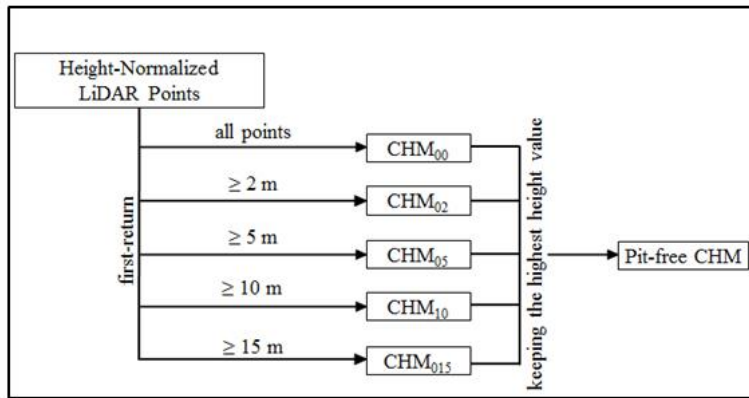 Height-Normalized
LiDAR Points
first-return
all points
CHM₀₀
≥ 2 m
CHM₀₂
≥ 5 m
CHM₀₅
≥ 10 m
CHM₁₀
≥ 15 m
CHM₀₁₅
keeping the highest height value
Pit-free CHM